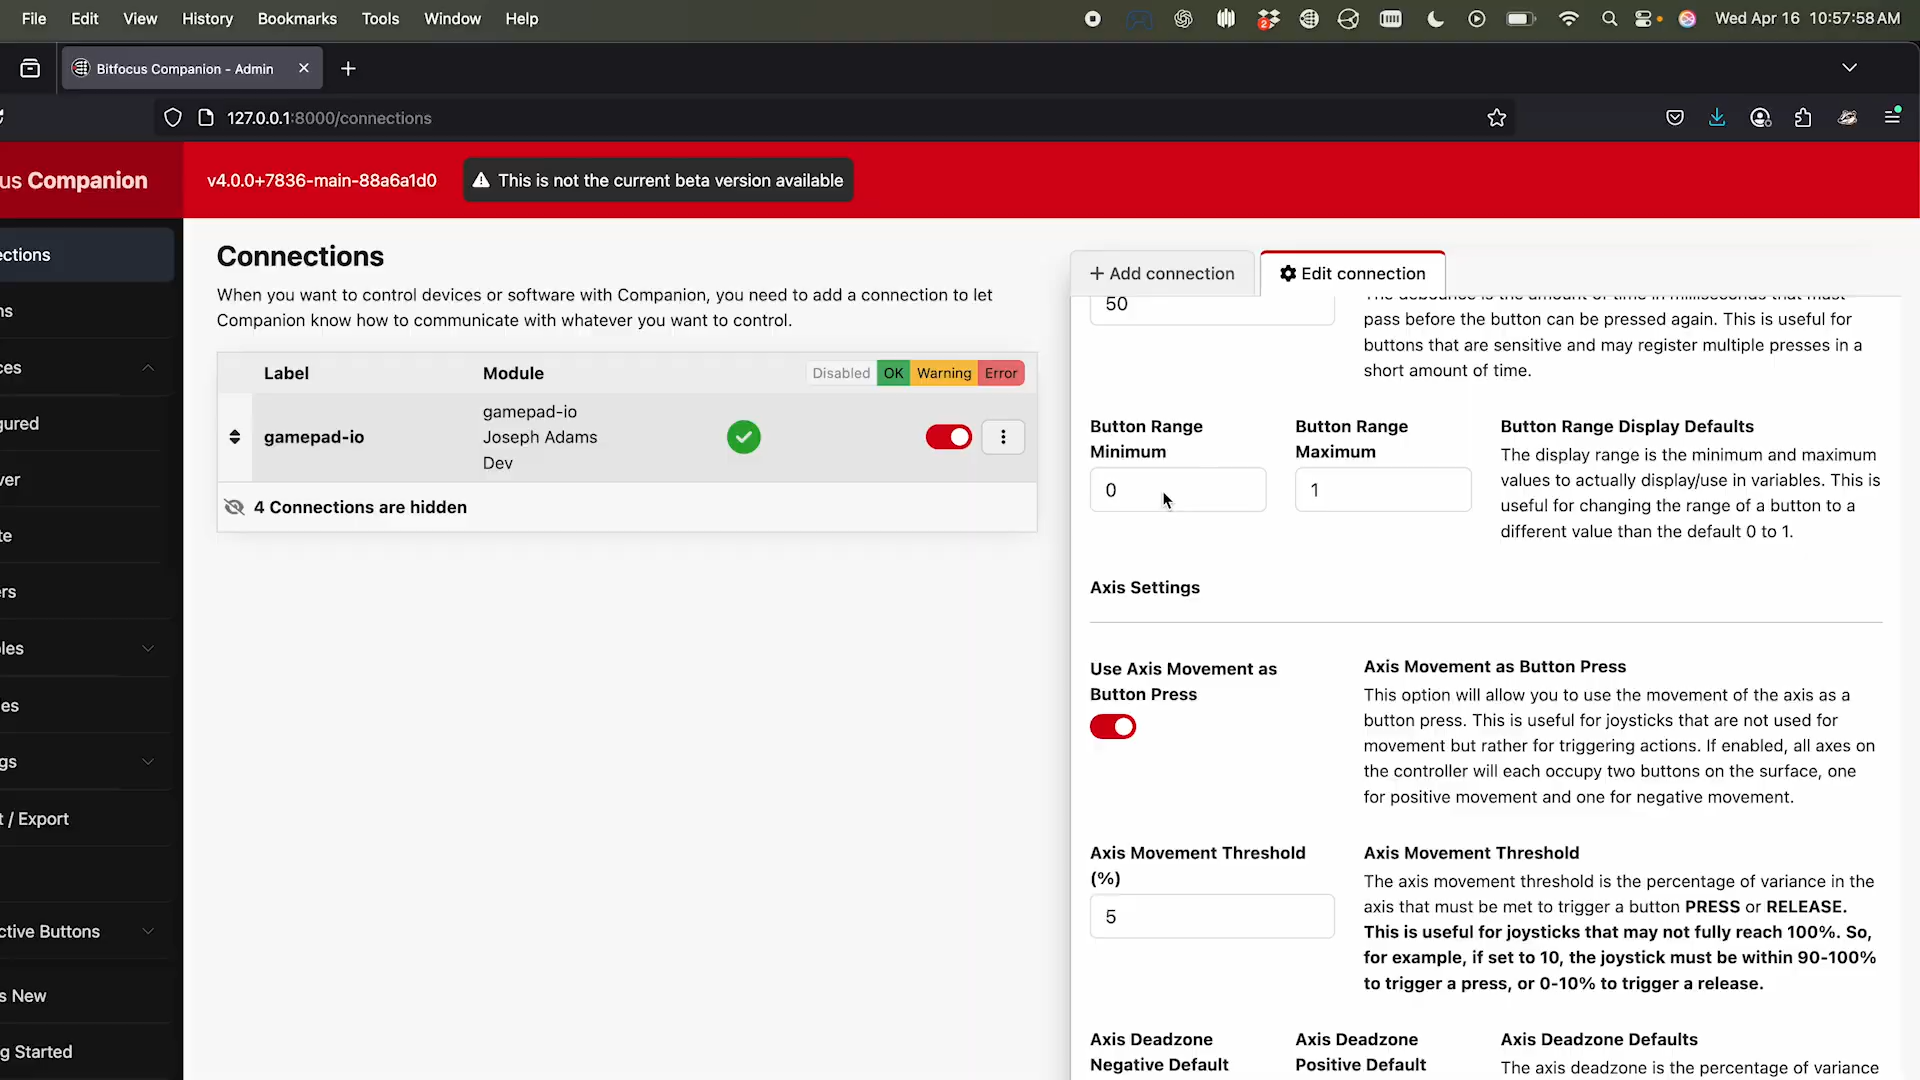 File Edit View History Bookmarks Tools Window Help
2
Wed Apr 16 10:57:58 AM
Bitfocus Companion - Admin
127.0.0.1:8000/connections
us Companion
v4.0.0+7836-main-88a6a1d0
This is not the current beta version available
ections
ns
ces
gured
ver
te
ers
les
es
gs
t / Export
ctive Buttons
s New
g Started
Connections
When you want to control devices or software with Companion, you need to add a connection to let
Companion know how to communicate with whatever you want to control.
Label Module Disabled OK Warning Error
gamepad-io
gamepad-io
Joseph Adams
Dev
4 Connections are hidden
+ Add connection
Edit connection
50
The debounce is the amount of time in milliseconds that must
pass before the button can be pressed again. This is useful for
buttons that are sensitive and may register multiple presses in a
short amount of time.
Button Range
Minimum
0
Button Range
Maximum
1
Button Range Display Defaults
The display range is the minimum and maximum
values to actually display/use in variables. This is
useful for changing the range of a button to a
different value than the default 0 to 1.
Axis Settings
Use Axis Movement as
Button Press
Axis Movement as Button Press
This option will allow you to use the movement of the axis as a
button press. This is useful for joysticks that are not used for
movement but rather for triggering actions. If enabled, all axes on
the controller will each occupy two buttons on the surface, one
for positive movement and one for negative movement.
Axis Movement Threshold
(%)
5
Axis Movement Threshold
The axis movement threshold is the percentage of variance in the
axis that must be met to trigger a button PRESS or RELEASE.
This is useful for joysticks that may not fully reach 100%. So,
for example, if set to 10, the joystick must be within 90-100%
to trigger a press, or 0-10% to trigger a release.
Axis Deadzone
Negative Default
Axis Deadzone
Positive Default
Axis Deadzone Defaults
The axis deadzone is the percentage of variance